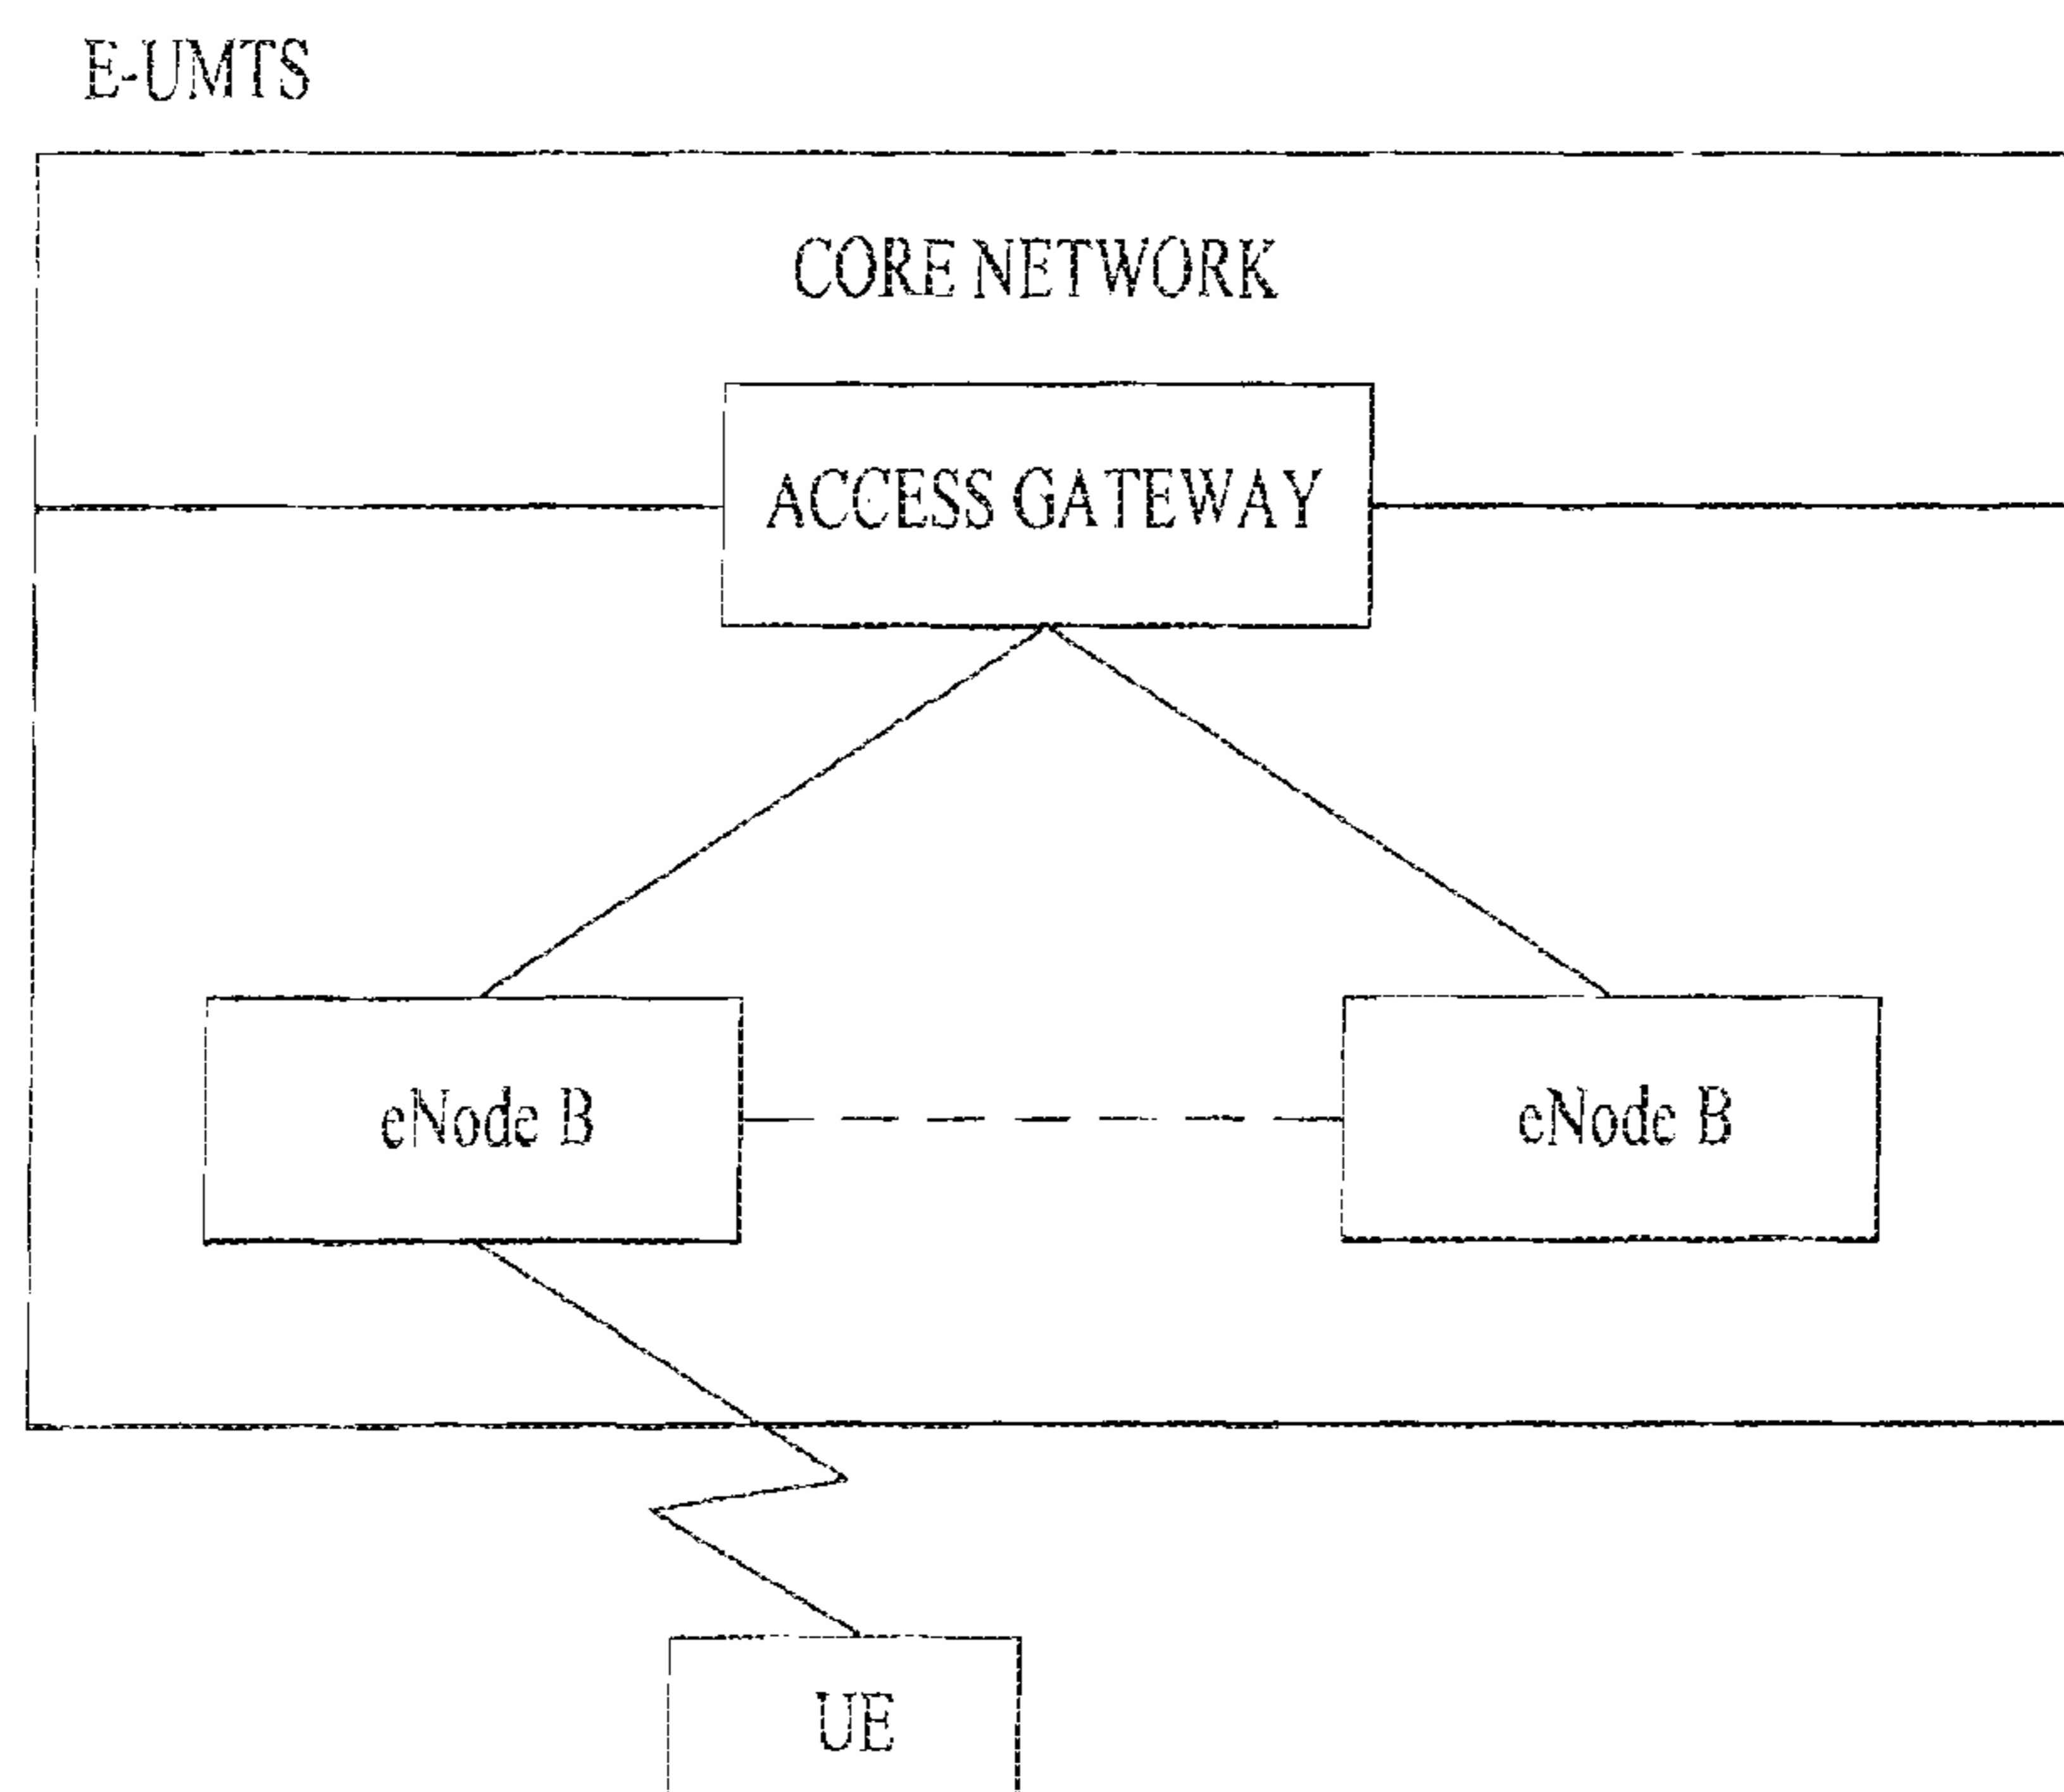 E-UMTS
CORE NETWORK
ACCESS GATEWAY
eNode B
eNode B
UE